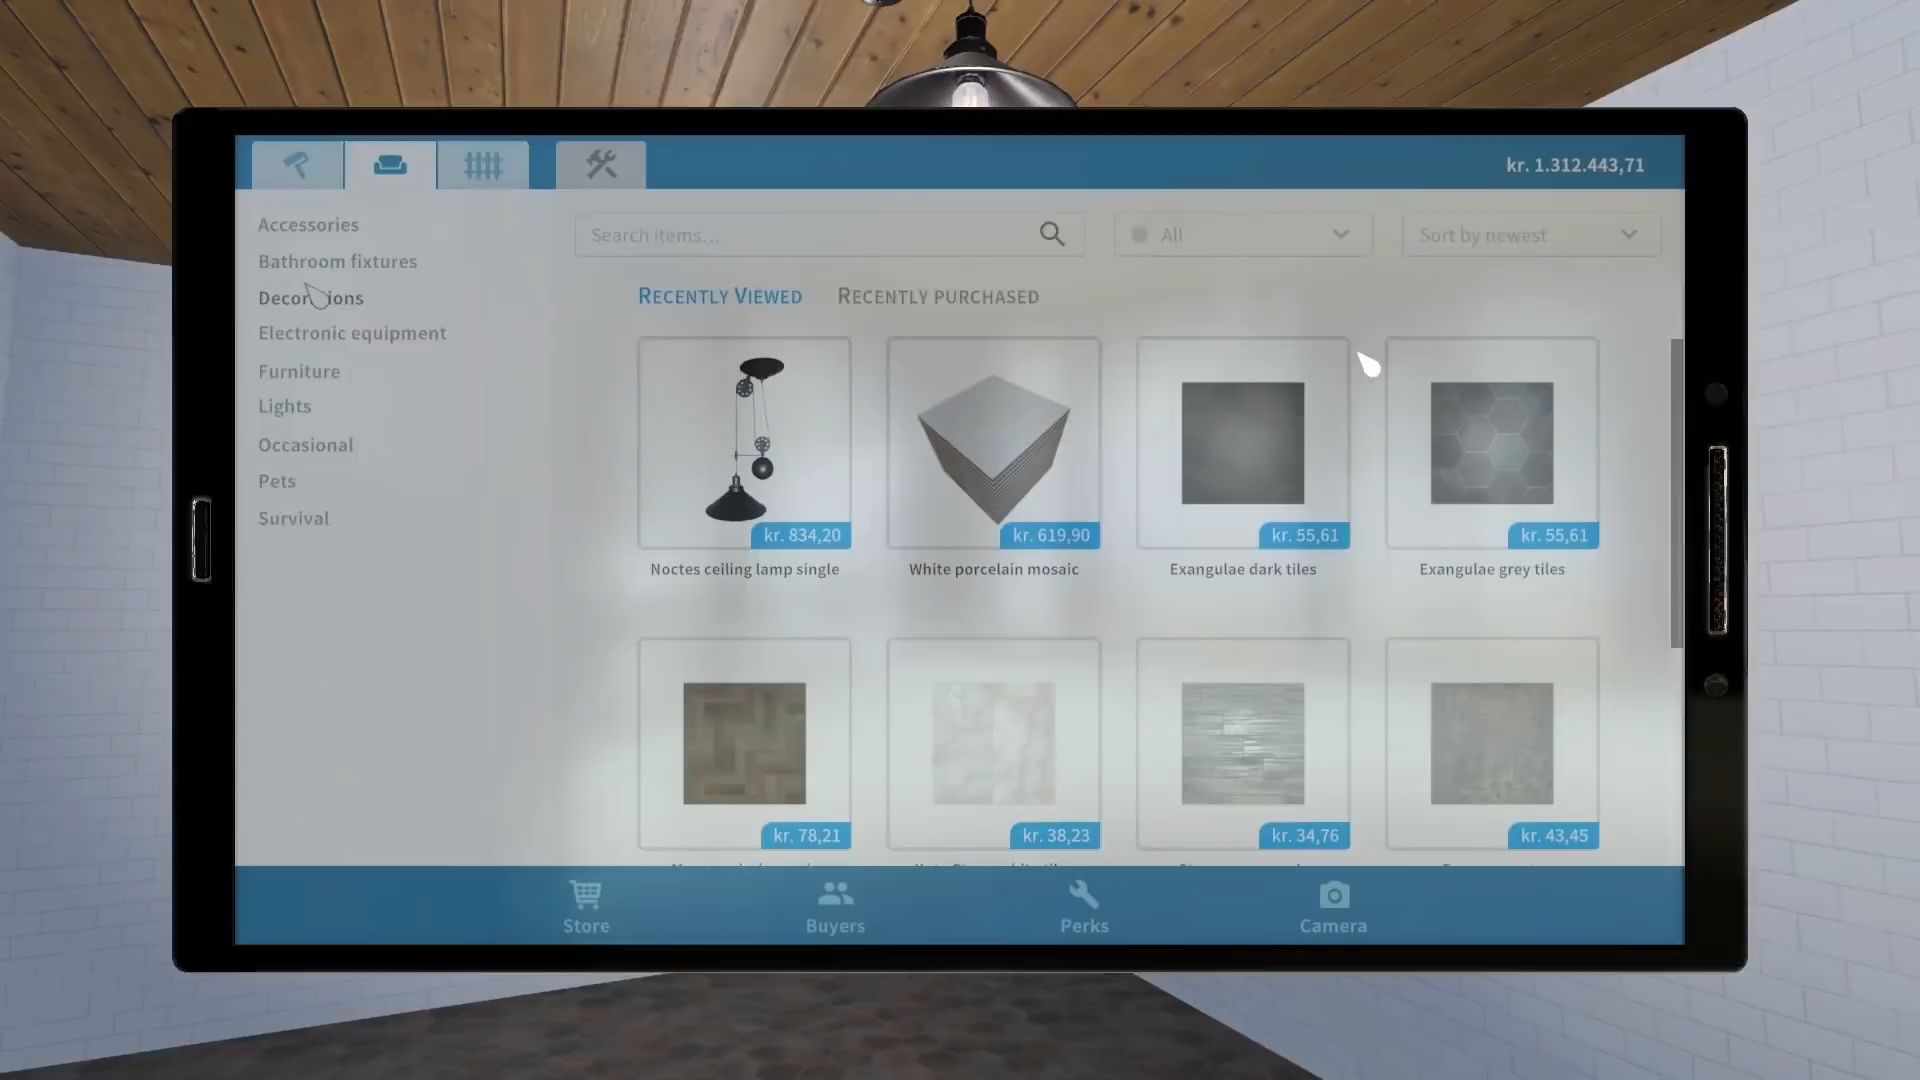 kr. 1.312.443,71
Accessories
Bathroom fixtures
Decorations
Electronic equipment
Furniture
Lights
Occasional
Pets
Survival
Search items...
All
Sort by newest
RECENTLY VIEWED
RECENTLY PURCHASED
kr. 834,20
kr. 619,90
kr. 55,61
kr. 55,61
Noctes ceiling lamp single
White porcelain mosaic
Exangulae dark tiles
Exangulae grey tiles
kr. 78,21
kr. 38,23
kr. 34,76
kr. 43,45
Store
Buyers
Perks
Camera